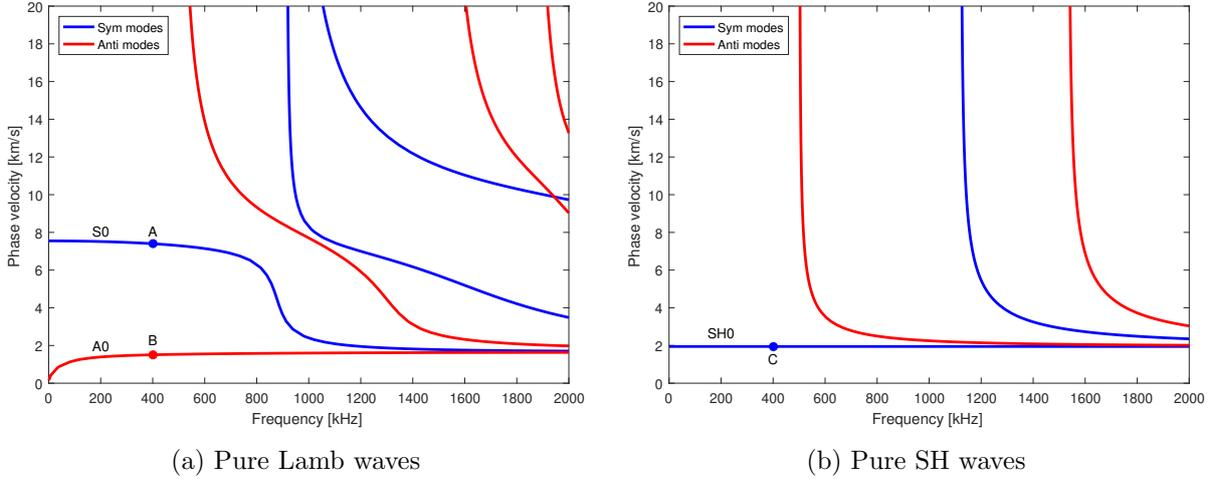 20
18
16
14
12
10
8
6
4
2
0
Phase velocity [km/s]
Sym modes
Anti modes
S0
A
A0
B
0 200 400 600 800 1000 1200 1400 1600 1800 2000
Frequency [kHz]
(a) Pure Lamb waves
20
18
16
14
12
10
8
6
4
2
0
Phase velocity [km/s]
Sym modes
Anti modes
SH0
C
0 200 400 600 800 1000 1200 1400 1600 1800 2000
Frequency [kHz]
(b) Pure SH waves